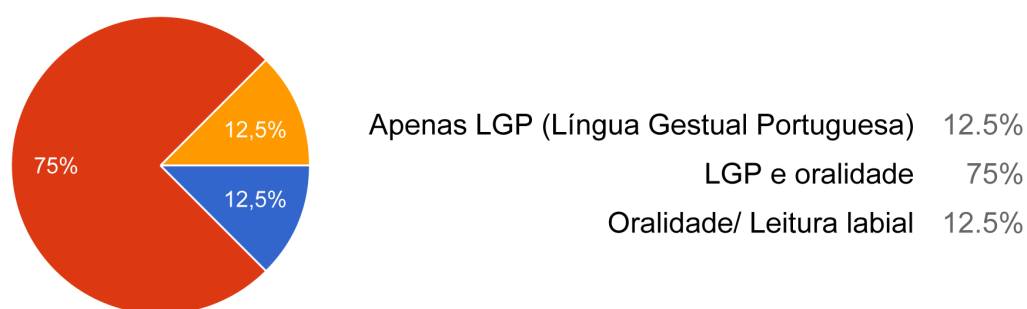 75%
12,5%
12,5%
Apenas LGP (Língua Gestual Portuguesa) 12.5%
LGP e oralidade 75%
Oralidade/ Leitura labial 12.5%